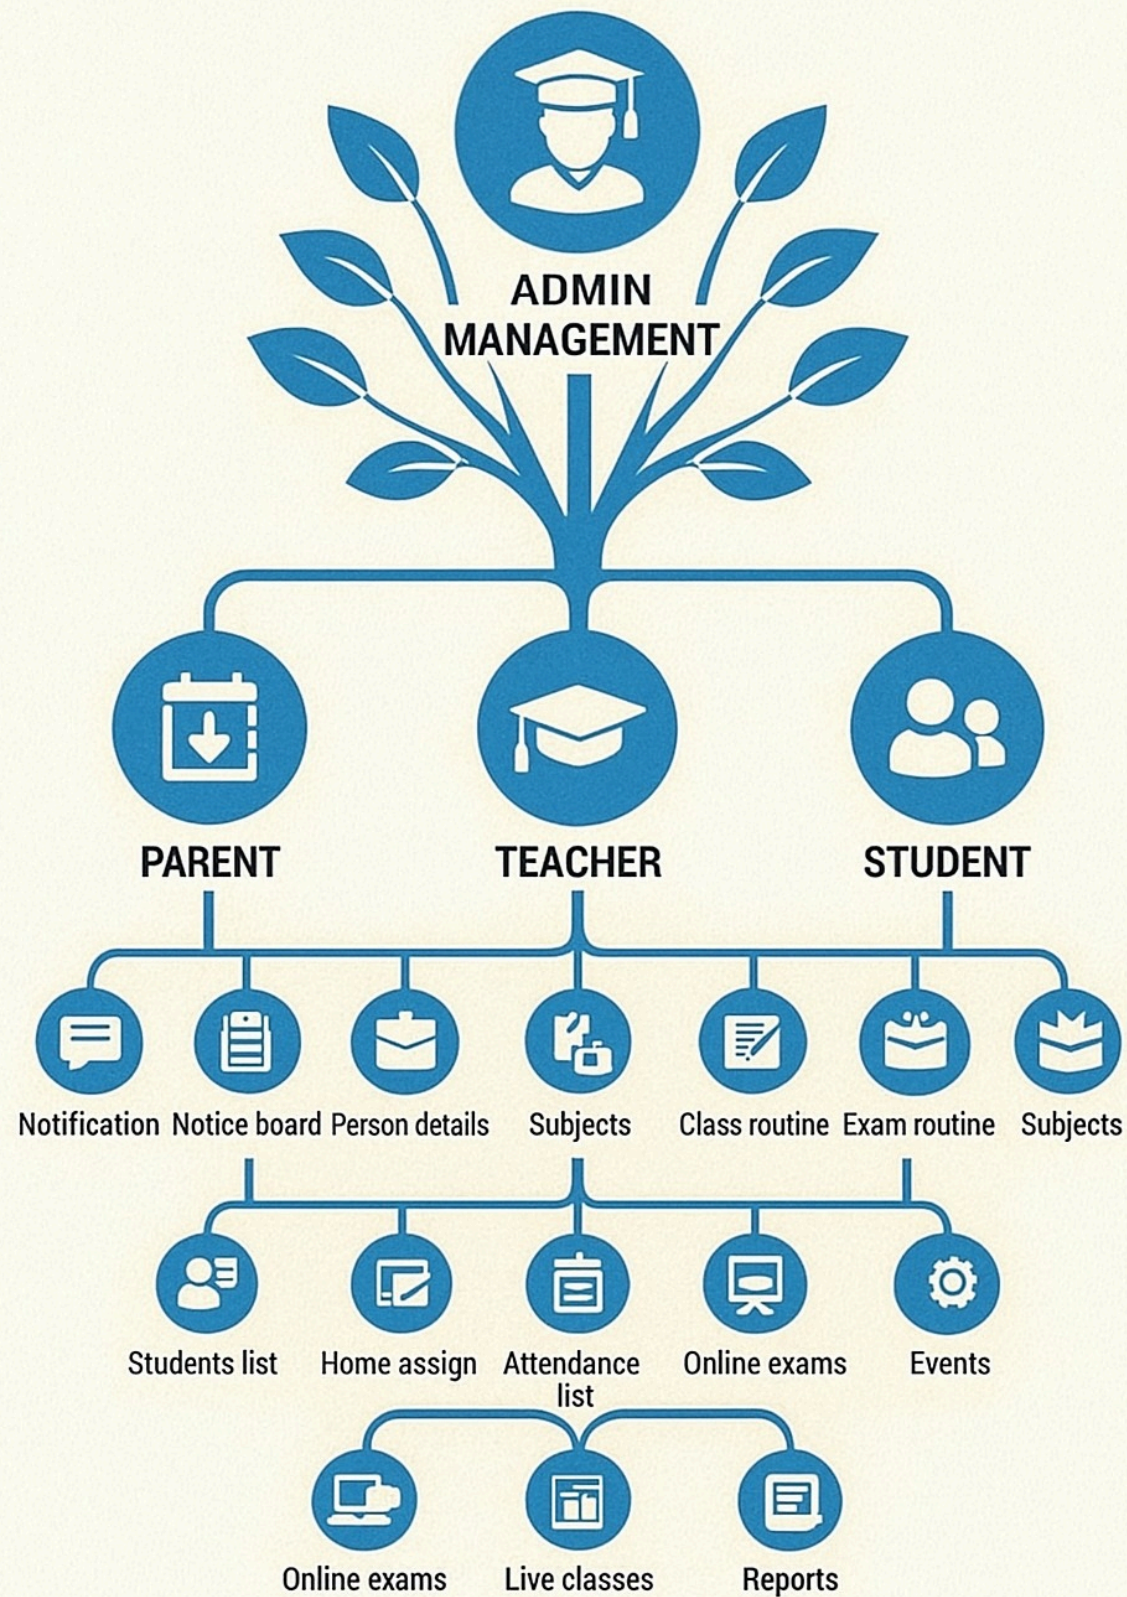 ADMIN
MANAGEMENT
PARENT
TEACHER
STUDENT
Notification
Notice board
Person details
Subjects
Class routine
Exam routine
Subjects
Students list
Home assign
Attendance
list
Online exams
Events
Online exams
Live classes
Reports